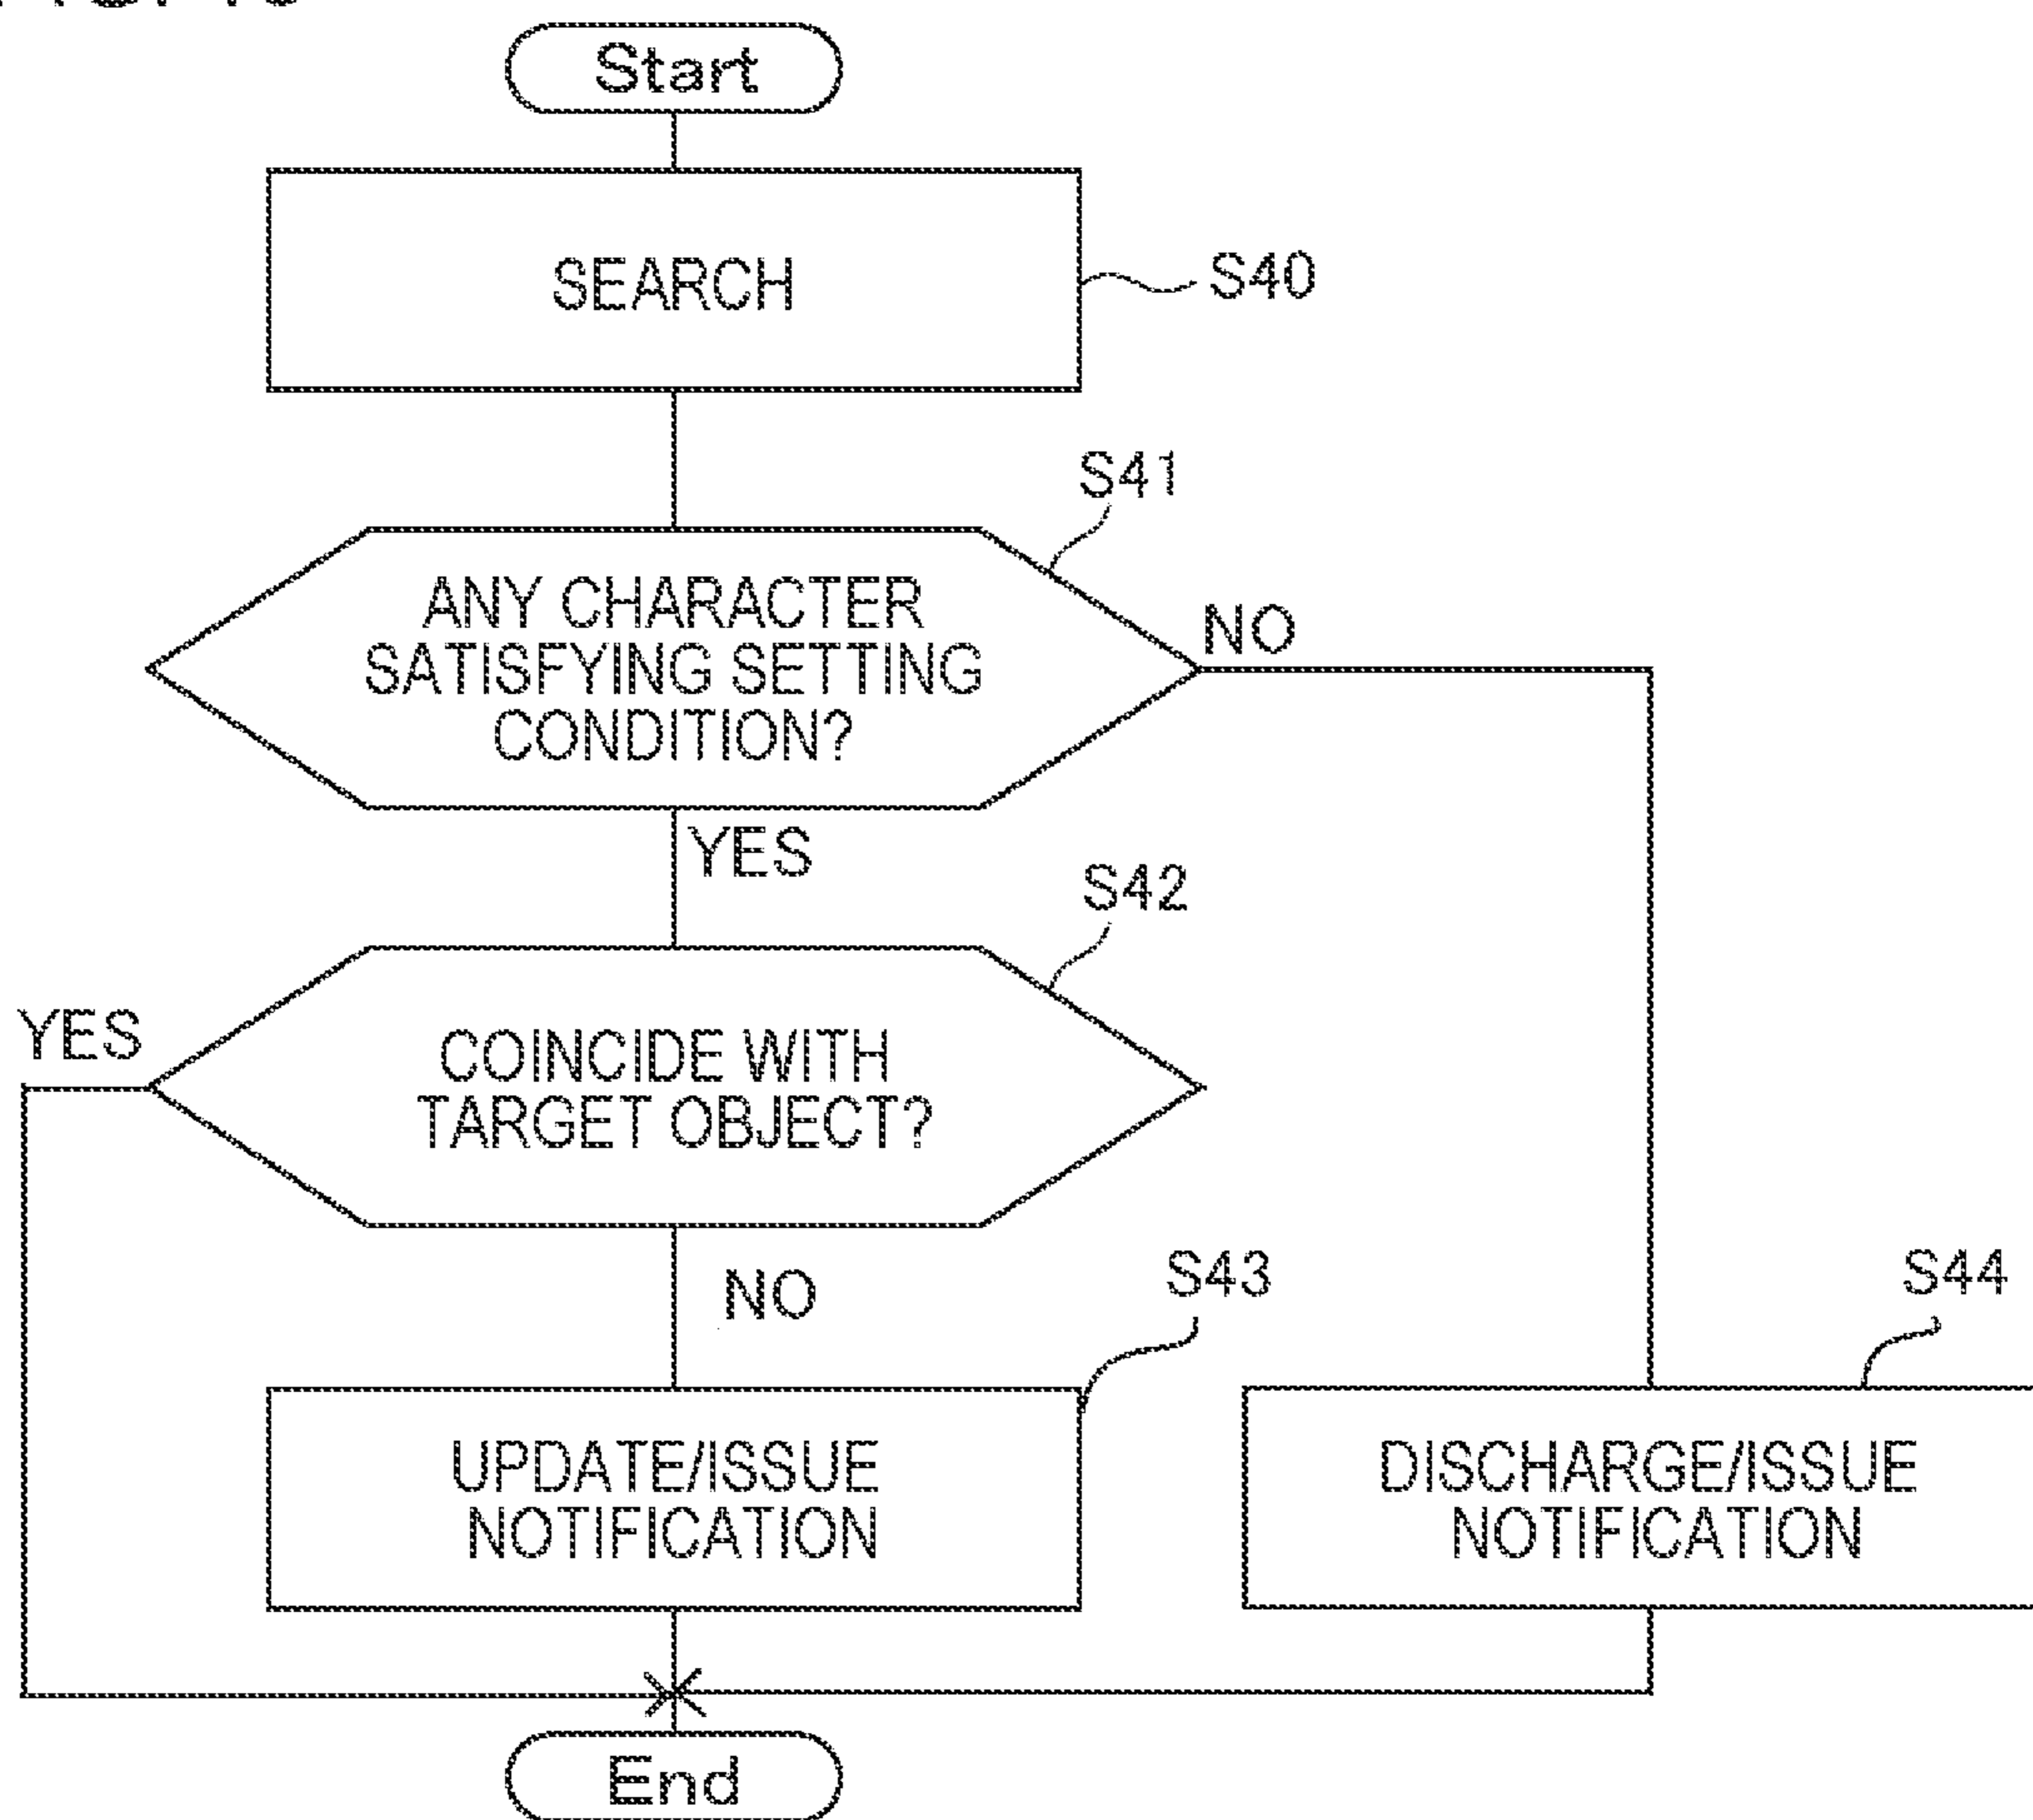 Start
SEARCH
S40
S41
ANY CHARACTER
SATISFYING SETTING
CONDITION?
NO
YES
S42
YES
COINCIDE WITH
TARGET OBJECT?
NO
S43
S44
UPDATE/ISSUE
NOTIFICATION
DISCHARGE/ISSUE
NOTIFICATION
End